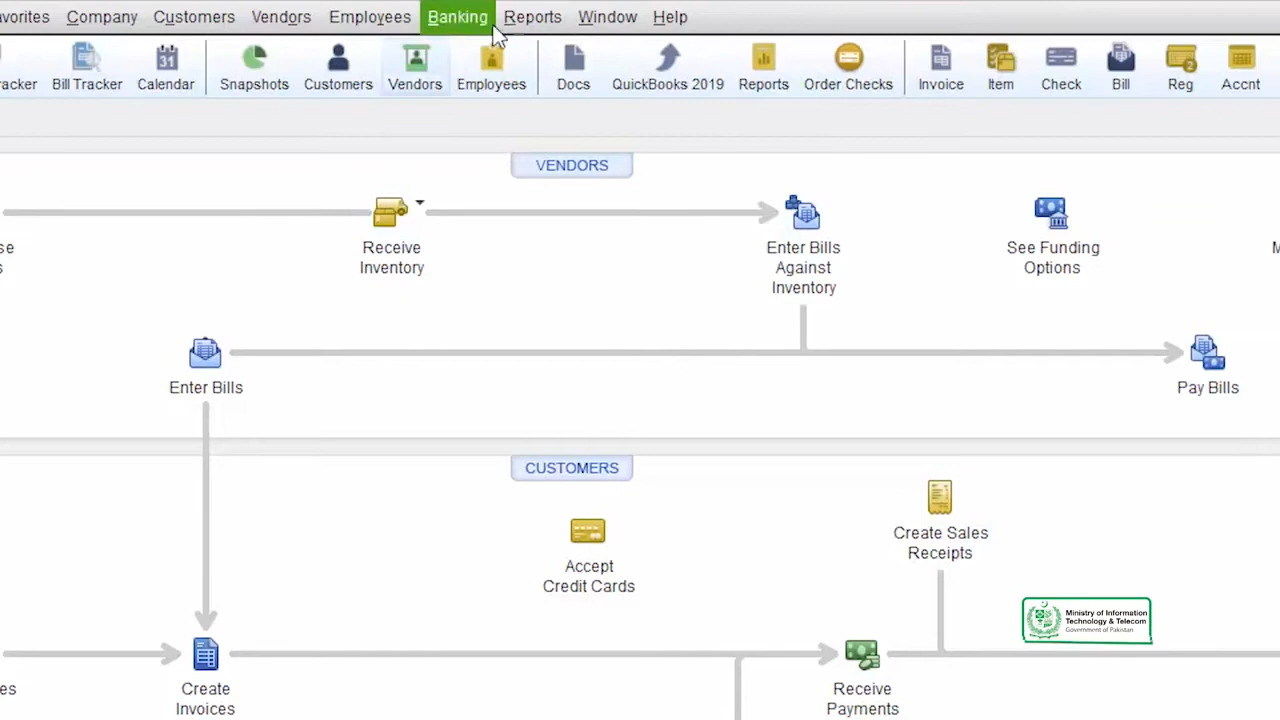 Company Customers Vendors Employees Banking Reports Window Help
Bill Tracker Calendar Snapshots Customers Vendors Employees Docs QuickBooks 2019 Reports Order Checks Invoice Item Check Bill Reg Accnt
31
2
VENDORS
Receive
Inventory
Enter Bills
Against
Inventory
See Funding
Options
Enter Bills
Pay Bills
CUSTOMERS
Accept
Credit Cards
Create Sales
Receipts
Ministry of Information
Technology & Telecom
Government of Pakistan
Create
Invoices
Receive
Payments